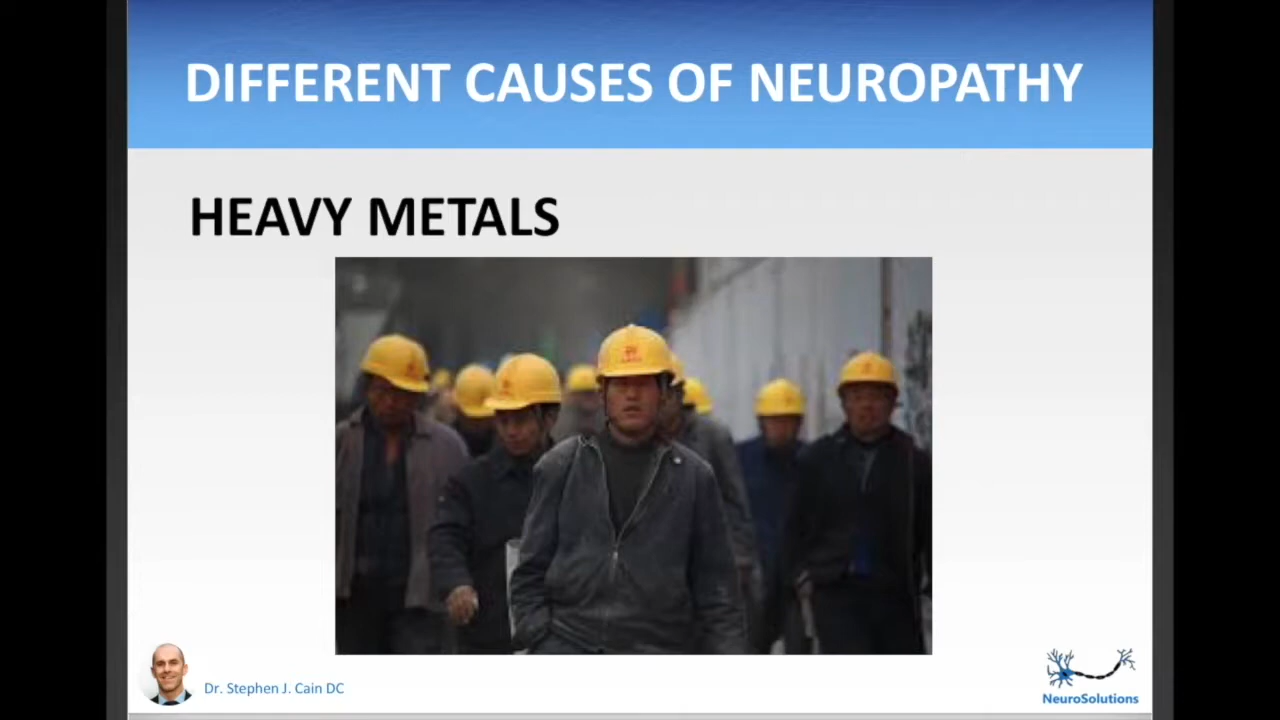 DIFFERENT CAUSES OF NEUROPATHY
HEAVY METALS
Dr. Stephen J. Cain DC
NeuroSolutions